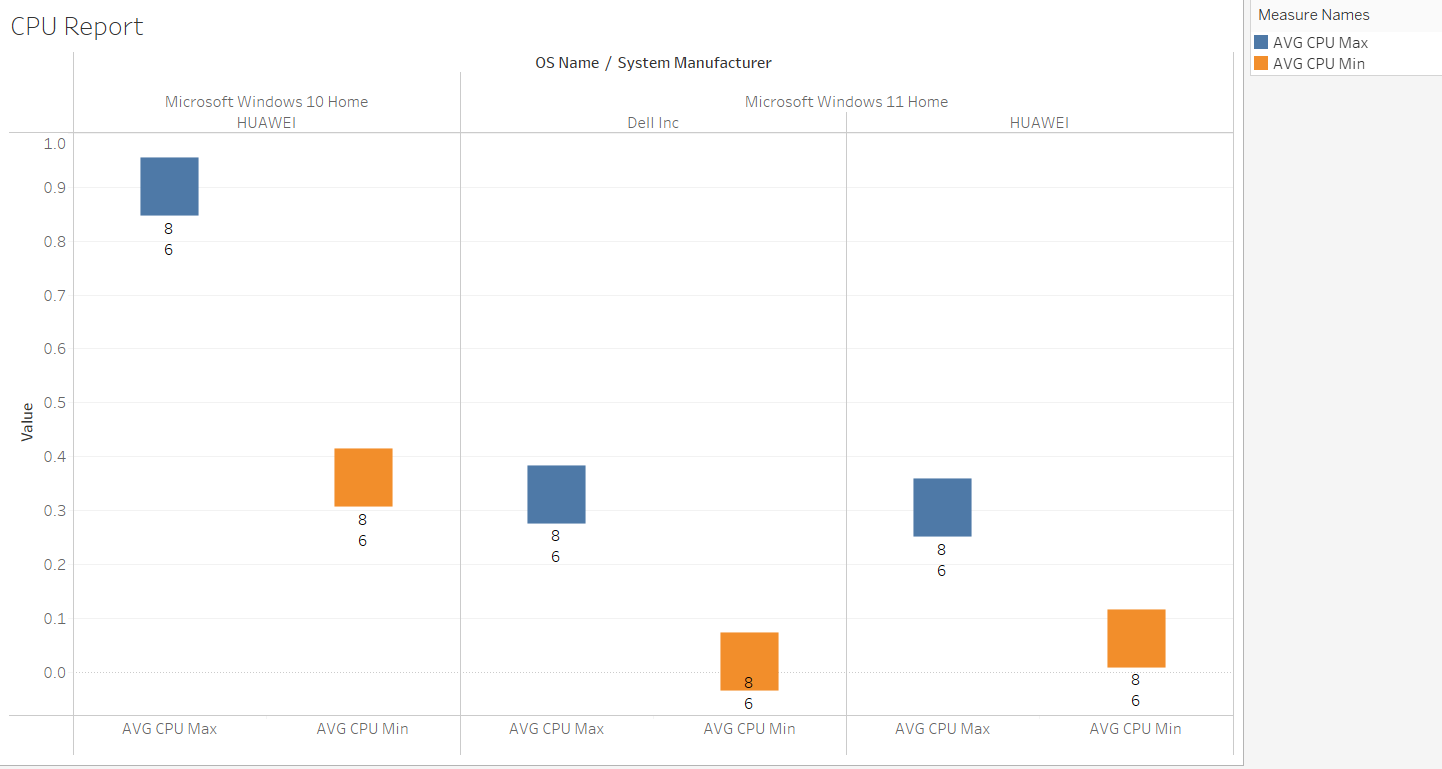 CPU Report
Measure Names
AVG CPU Max
AVG CPU Min
OS Name / System Manufacturer
Microsoft Windows 10 Home
Microsoft Windows 11 Home
HUAWEI
Dell Inc
HUAWEI
Value
1.0
0.9
0.8
0.7
0.6
0.5
0.4
0.3
0.2
0.1
0.0
8
6
8
6
8
6
8
6
8
6
8
6
AVG CPU Max
AVG CPU Min
AVG CPU Max
AVG CPU Min
AVG CPU Max
AVG CPU Min